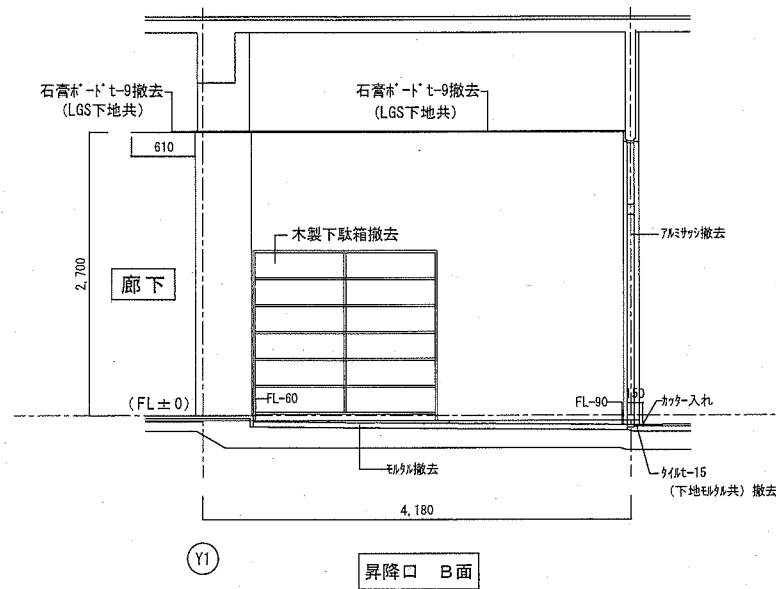 石膏ボードt-9撤去
(LGS下地共)
石膏ボードt-9撤去
(LGS下地共)
610
木製下駄箱撤去
アルミサッシ撤去
2,700
廊下
(FL±0)
FL-60
FL-90
150
カッター入れ
モルタル撤去
タイルt-15
(下地モルタル共) 撤去
4,180
Y1
昇降口 B面